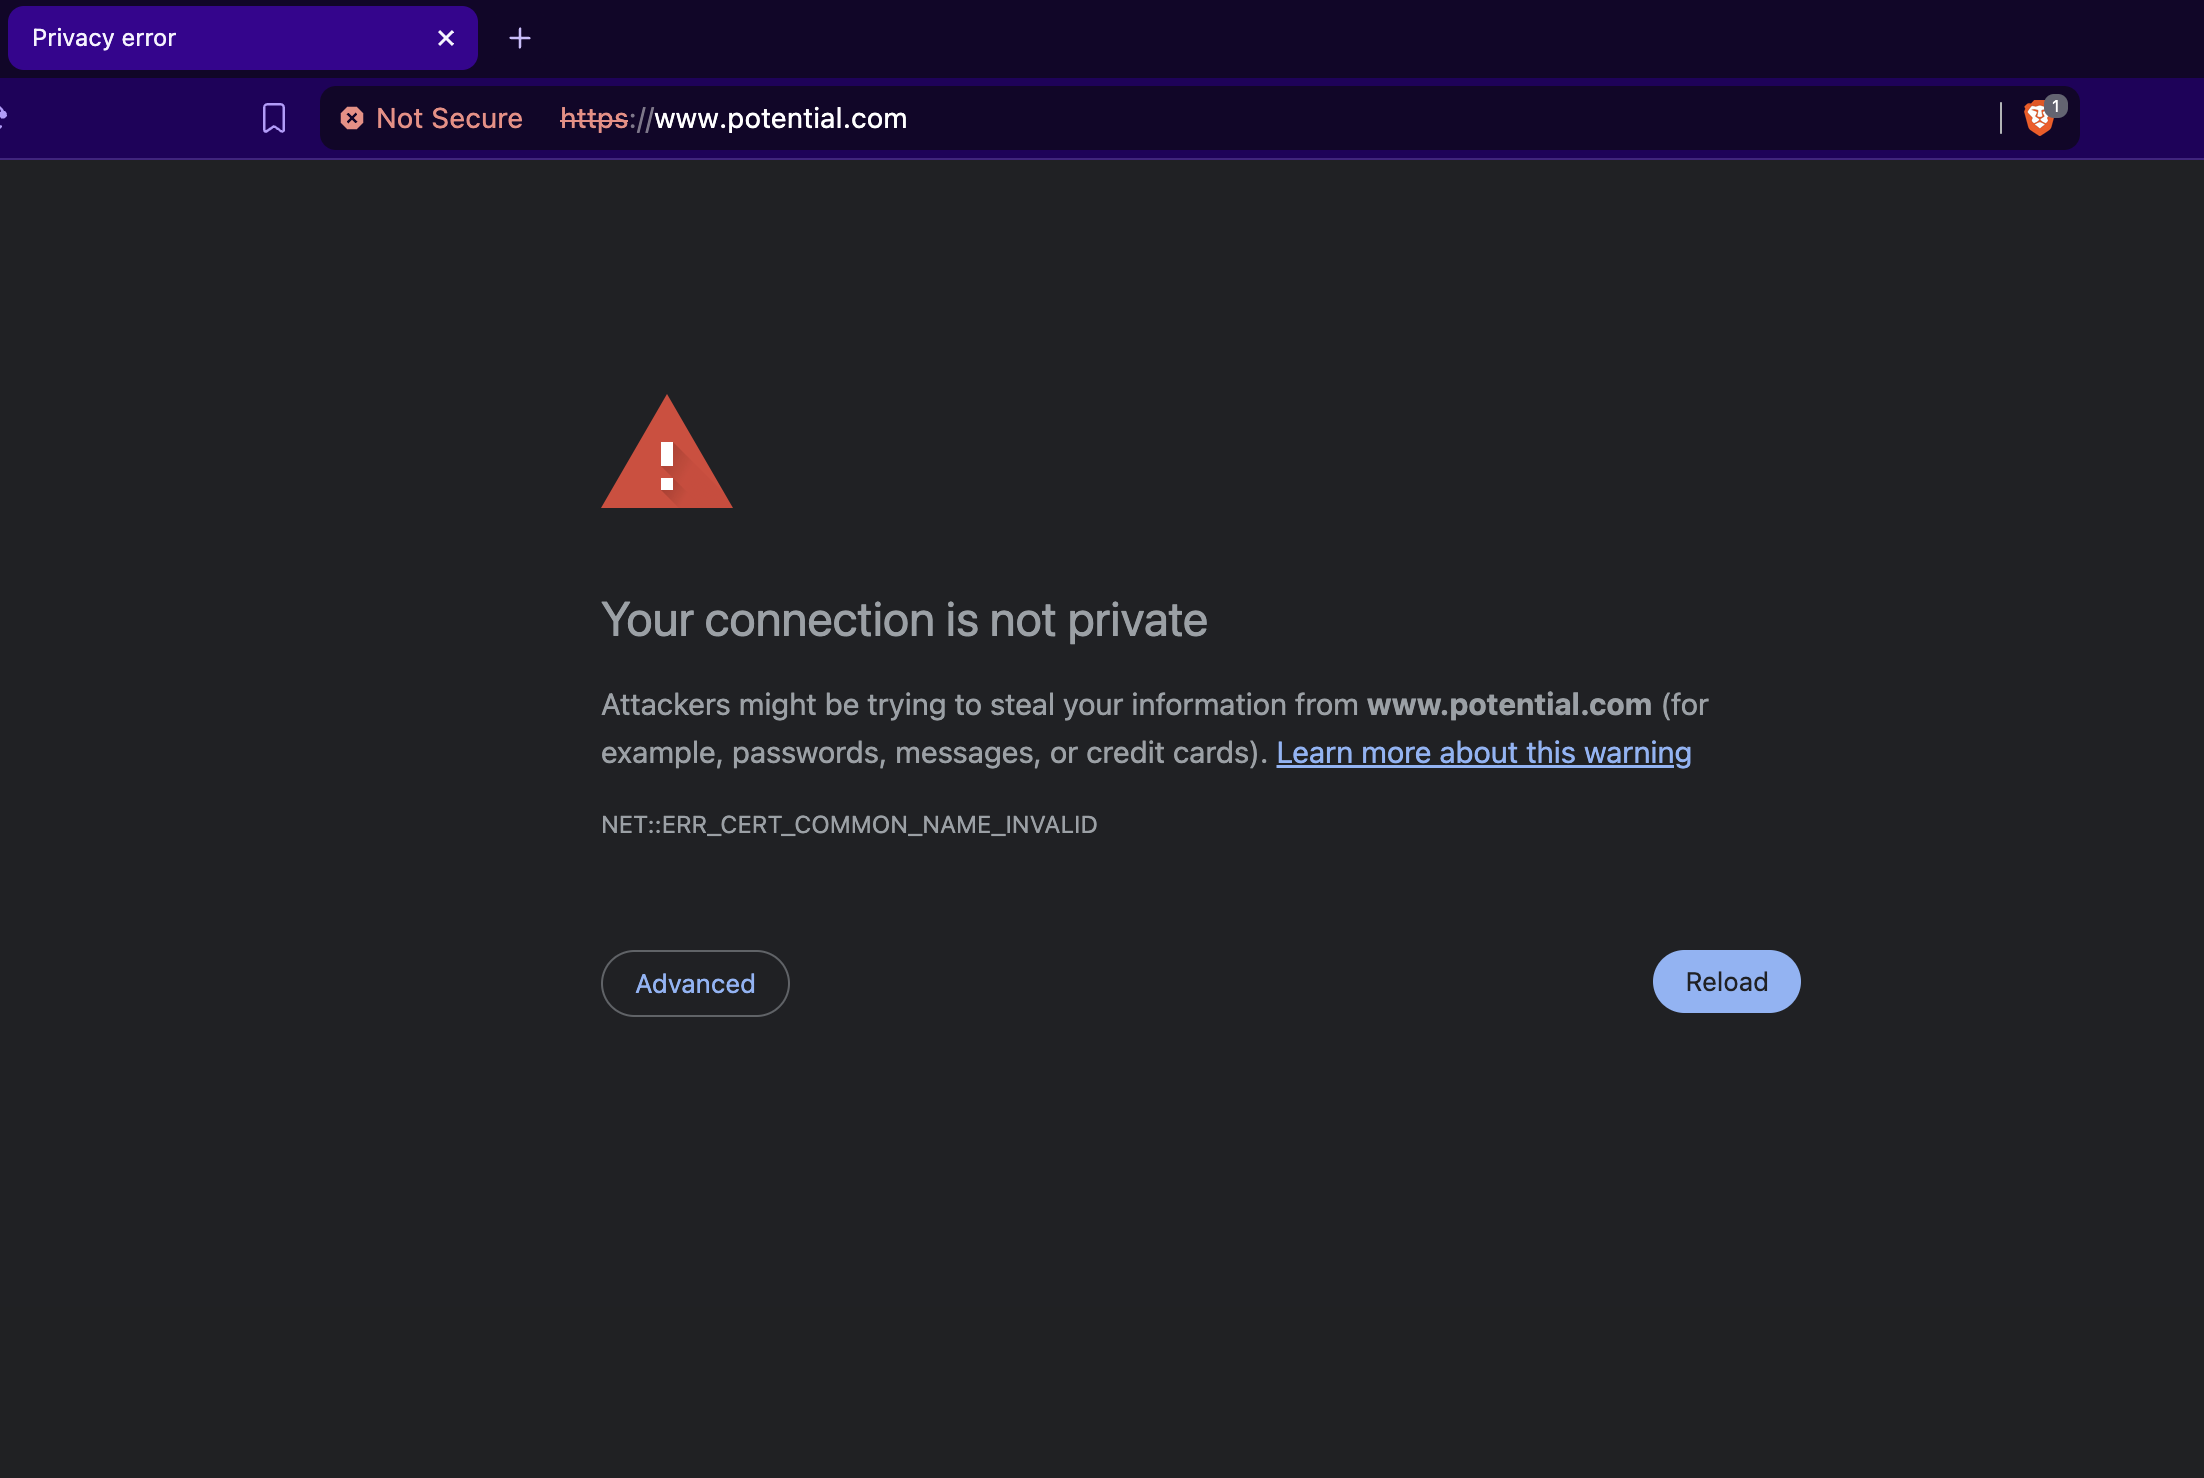 Privacy error
Not Secure https://www.potential.com
1
Your connection is not private
Attackers might be trying to steal your information from www.potential.com (for
example, passwords, messages, or credit cards). Learn more about this warning
NET::ERR_CERT_COMMON_NAME_INVALID
Advanced
Reload